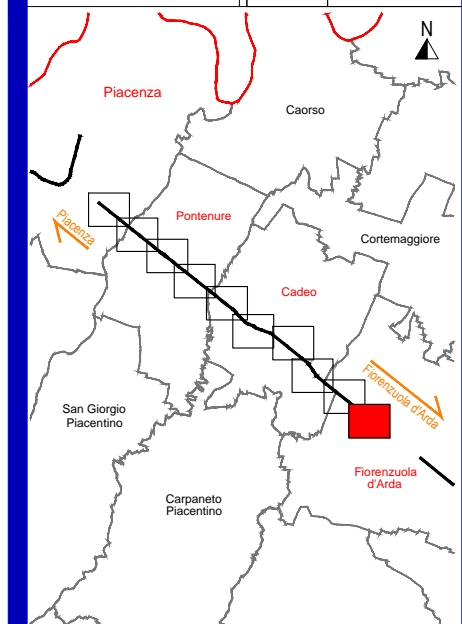 N
Piacenza
Caorso
Pontenure
Piacenza
Cortemaggiore
Cadeo
Fiorenzuola d'Arda
San Giorgio
Piacentino
Fiorenzuola
d'Arda
Carpaneto
Piacentino